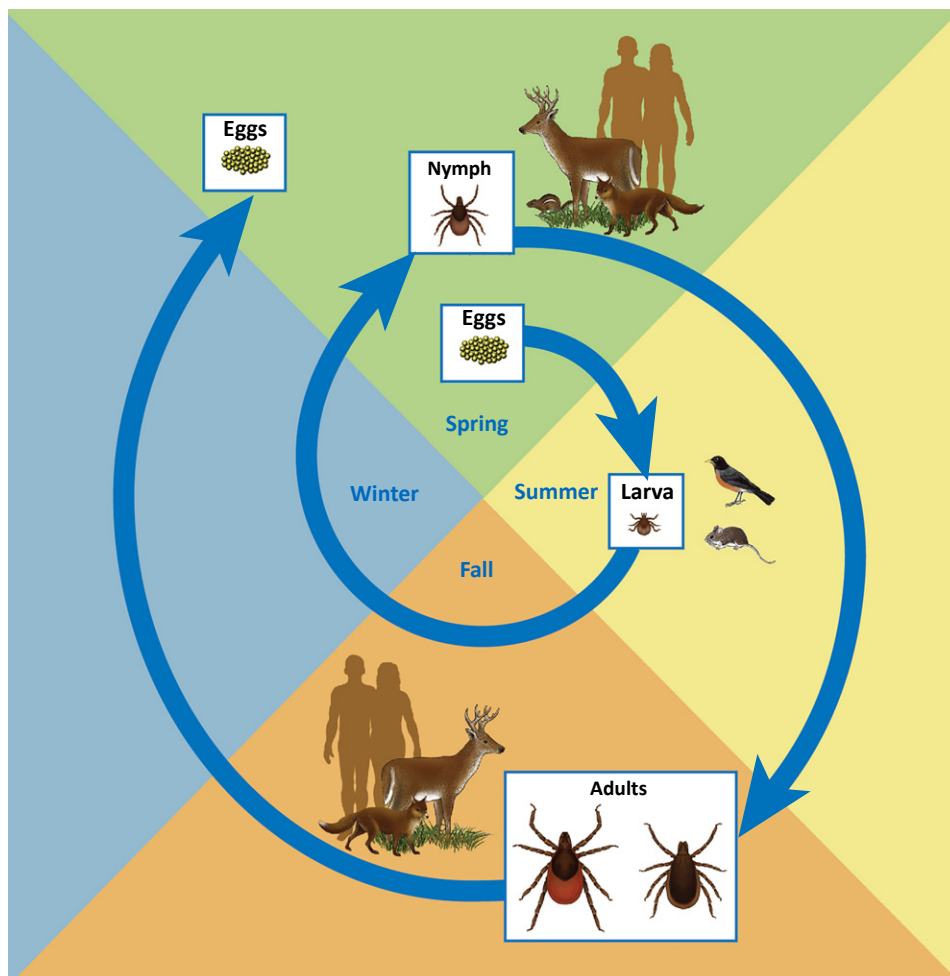 Eggs
Nymph
Eggs
Spring
Winter
Summer
Larva
Fall
Adults